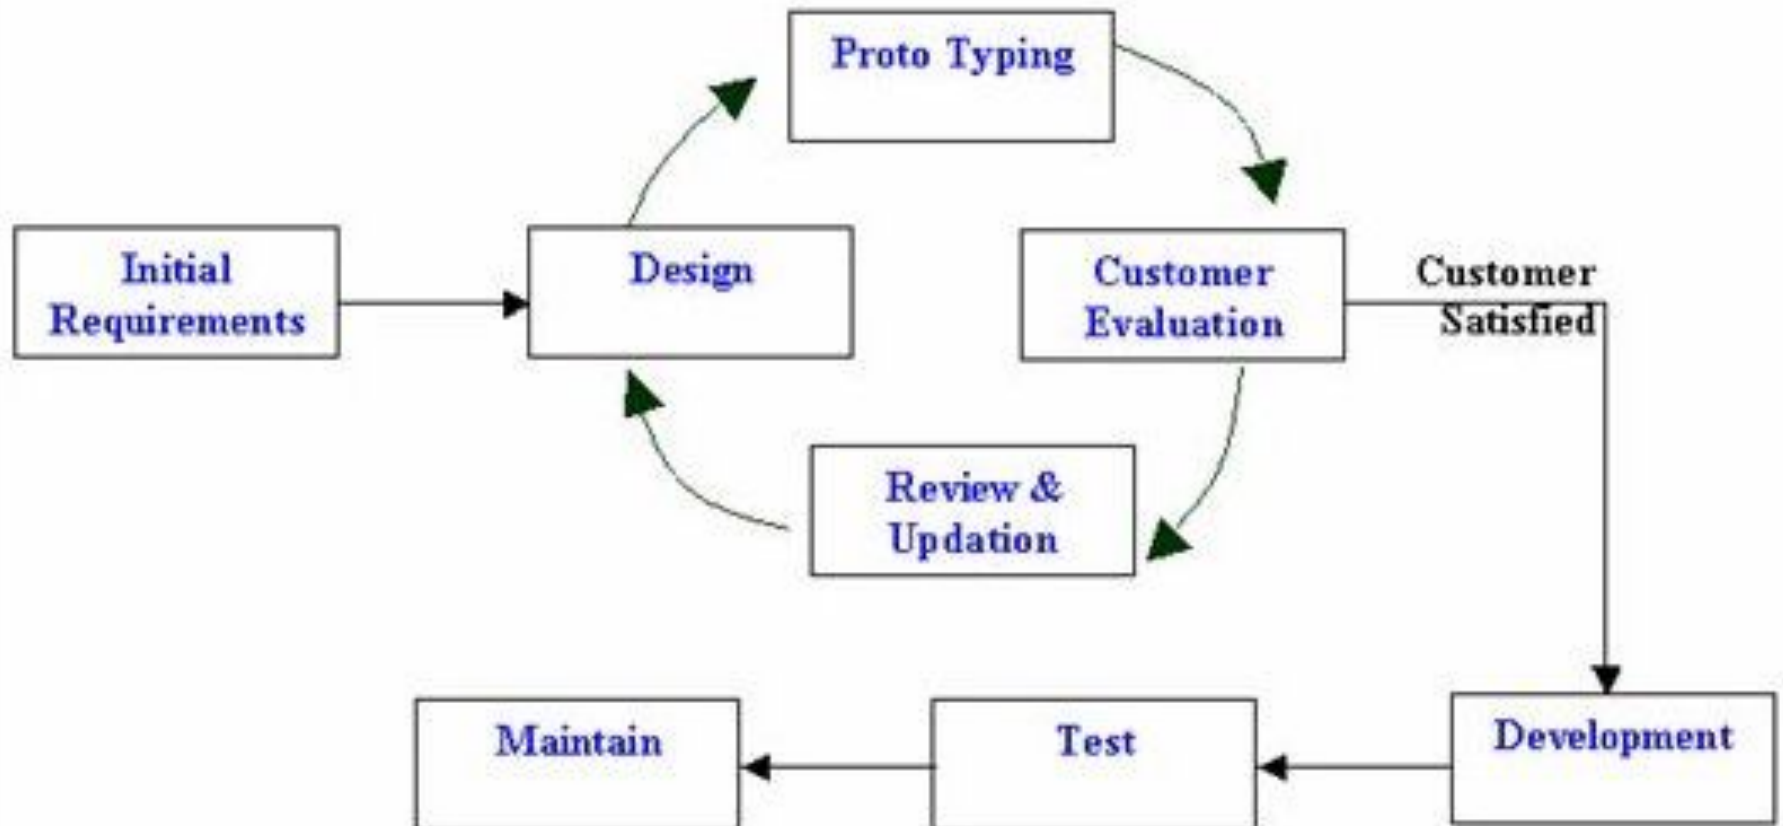 Proto Typing
Initial
Requirements
Design
Customer
Evaluation
Customer
Satisfied
Review &
Updation
Maintain
Test
Development